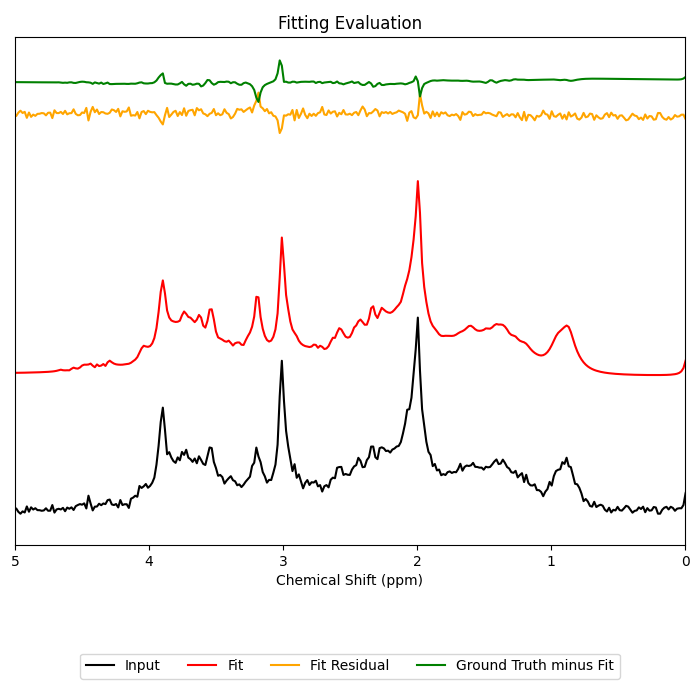 Fitting Evaluation
5 4 3 2 1 0
Chemical Shift (ppm)
Input Fit Fit Residual Ground Truth minus Fit